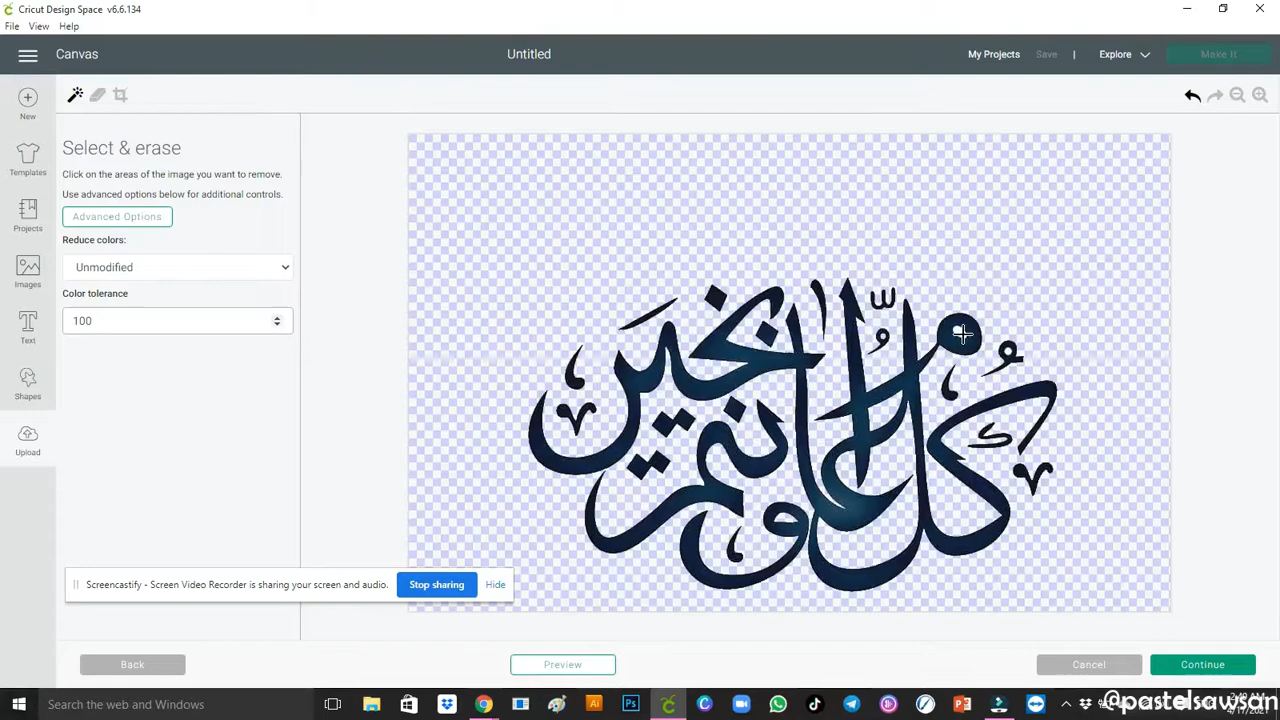 Cricut Design Space v6.6.134
File View Help
Canvas
Untitled
My Projects Save | Explore Make It
New
Templates
Projects
Images
Text
Shapes
Upload
Select & erase
Click on the areas of the image you want to remove.
Use advanced options below for additional controls.
Advanced Options
Reduce colors:
Unmodified
Color tolerance
100
كُل عام
وانتم
بخير
Screencastify - Screen Video Recorder is sharing your screen and audio.
Stop sharing
Hide
Back
Preview
Cancel
Continue
Search the web and Windows
@pastelsawsan
4/17/2021